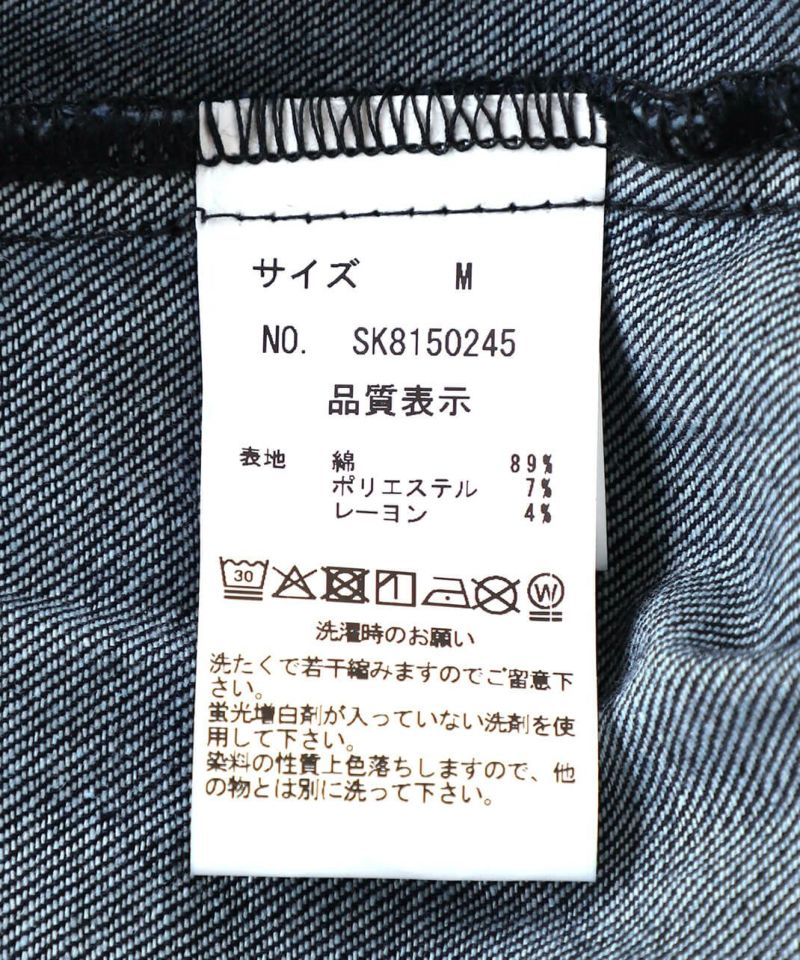 サイズ M
NO. SK8150245
品質表示
表地 綿 89%
ポリエステル 7%
レーヨン 4%
30 W
洗濯時のお願い
洗たくで若干縮みますのでご留意下
さい。
蛍光増白剤が入っていない洗剤を使
用して下さい。
染料の性質上色落ちしますので、他
の物とは別に洗って下さい。